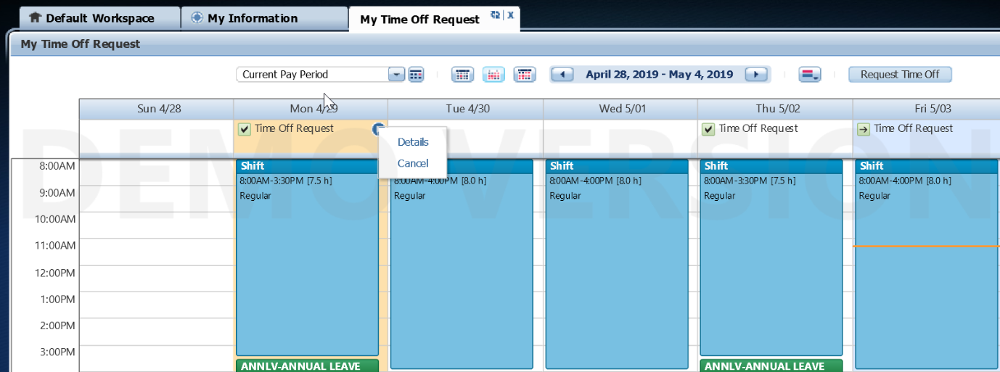 Default Workspace
My Information
My Time Off Request
X
My Time Off Request
Current Pay Period
April 28, 2019 - May 4, 2019
Request Time Off
Sun 4/28
Mon 4/29
Tue 4/30
Wed 5/01
Thu 5/02
Fri 5/03
Time Off Request
Time Off Request
Time Off Request
Details
Cancel
DEMO VERSION
8:00AM
9:00AM
10:00AM
11:00AM
12:00PM
1:00PM
2:00PM
3:00PM
Shift
8:00AM-3:30PM [7.5 h]
Regular
ANNLV-ANNUAL LEAVE
8:00AM-4:00PM [8.0 h]
Regular
Shift
8:00AM-4:00PM [8.0 h]
Regular
Shift
8:00AM-3:30PM [7.5 h]
Regular
ANNLV-ANNUAL LEAVE
Shift
8:00AM-4:00PM [8.0 h]
Regular